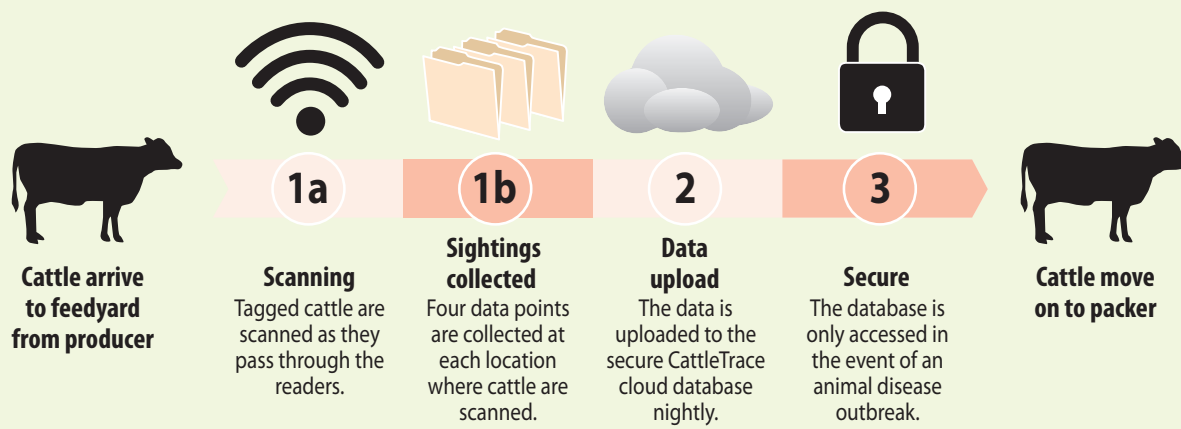 1a
1b
2
3
Cattle arrive
to feedyard
from producer
Scanning
Tagged cattle are
scanned as they
pass through the
readers.
Sightings
collected
Four data points
are collected at
each location
where cattle are
scanned.
Data
upload
The data is
uploaded to the
secure CattleTrace
cloud database
nightly.
Secure
The database is
only accessed in
the event of an
animal disease
outbreak.
Cattle move
on to packer